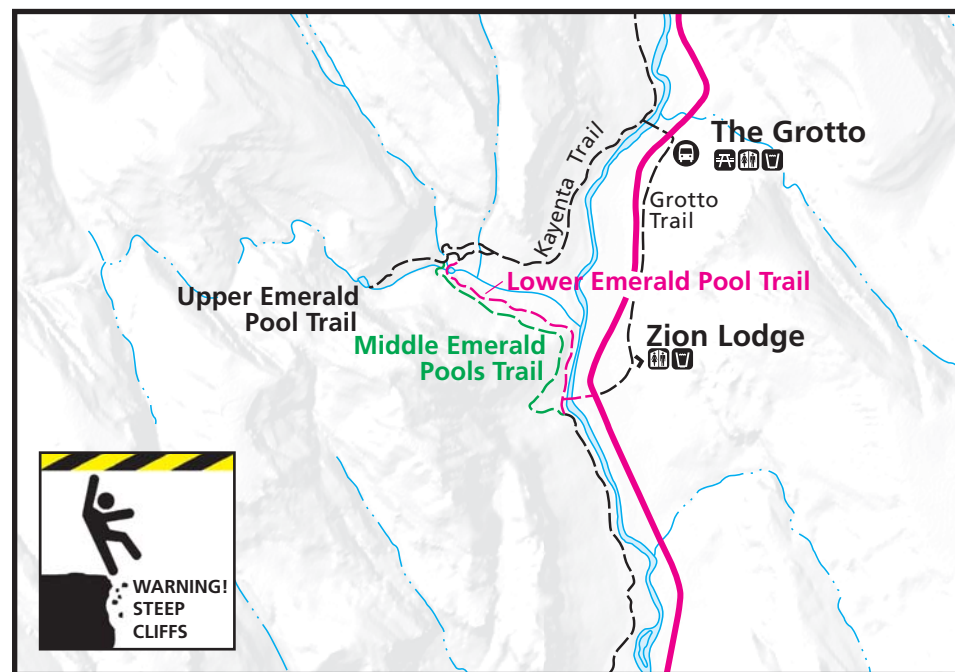 The Grotto
Kayenta Trail
Grotto
Trail
Lower Emerald Pool Trail
Upper Emerald
Pool Trail
Zion Lodge
Middle Emerald
Pools Trail
WARNING!
STEEP
CLIFFS